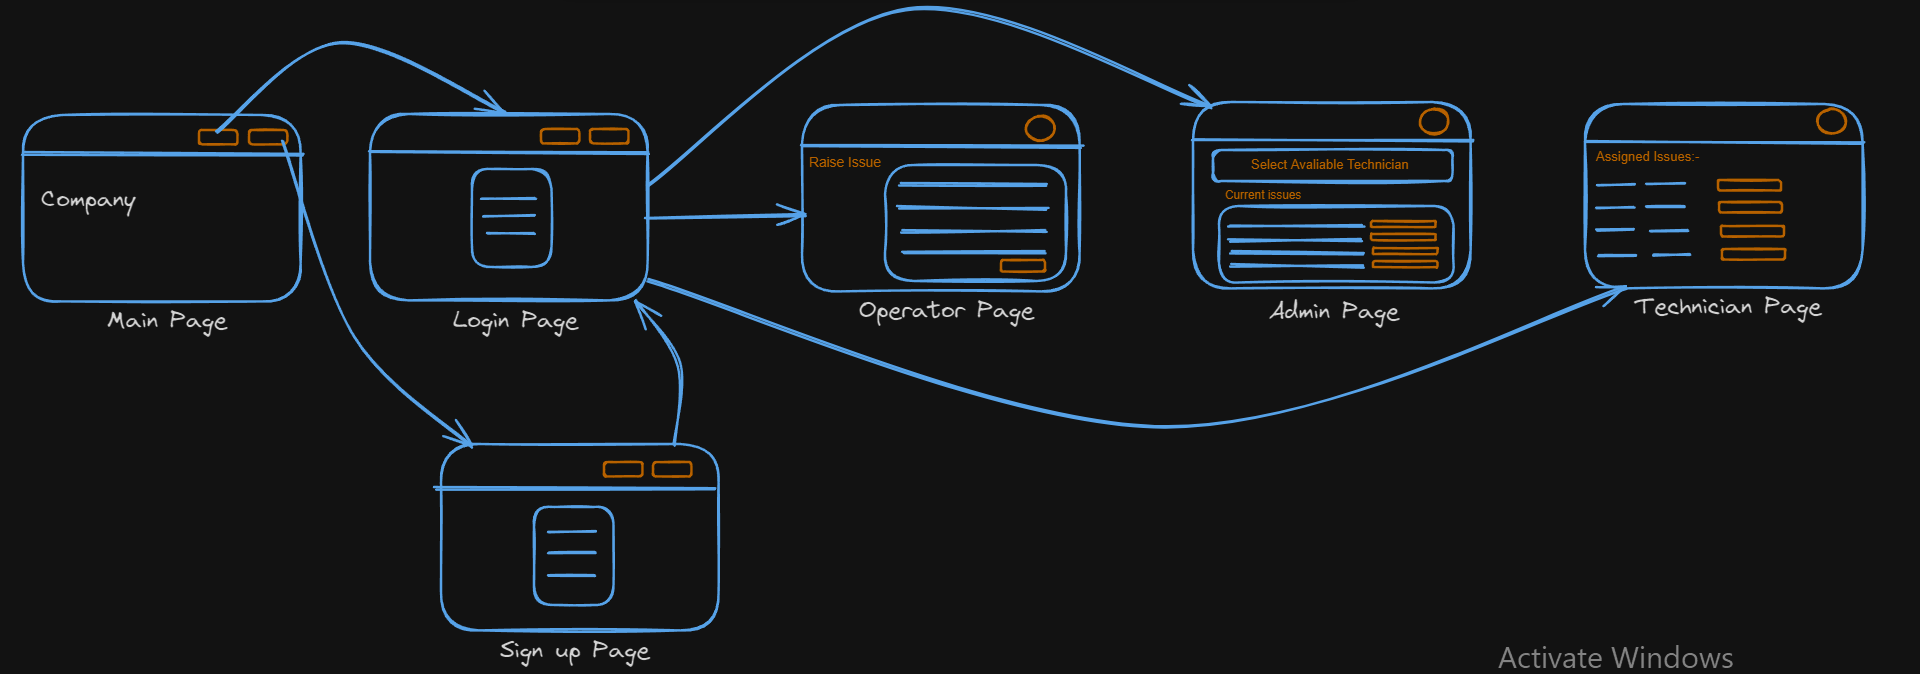 Company
Main Page
Login Page
Raise Issue
Operator Page
Select Avaliable Technician
Current issues
Admin Page
Assigned Issues:-
Technician Page
Sign up Page
Activate Windows